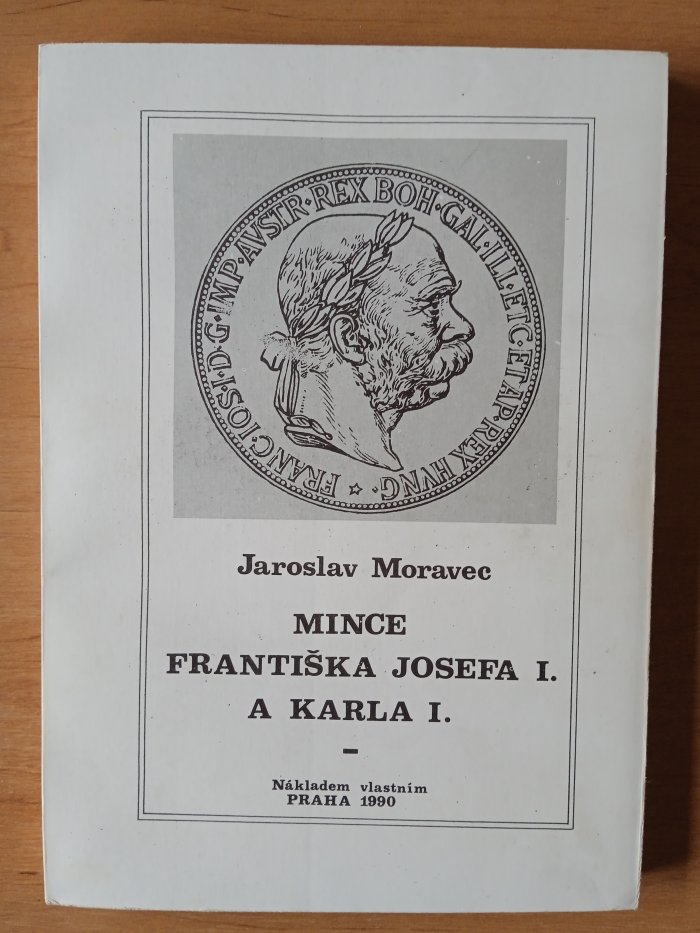 FRANC·IOS·I·D·G·IMP·AVSTR·REX BOH·GAL·ILL·ETC·ET AP·REX HVNG·
Jaroslav Moravec
MINCE
FRANTIŠKA JOSEFA I.
A KARLA I.
–
Nákladem vlastním
PRAHA 1990